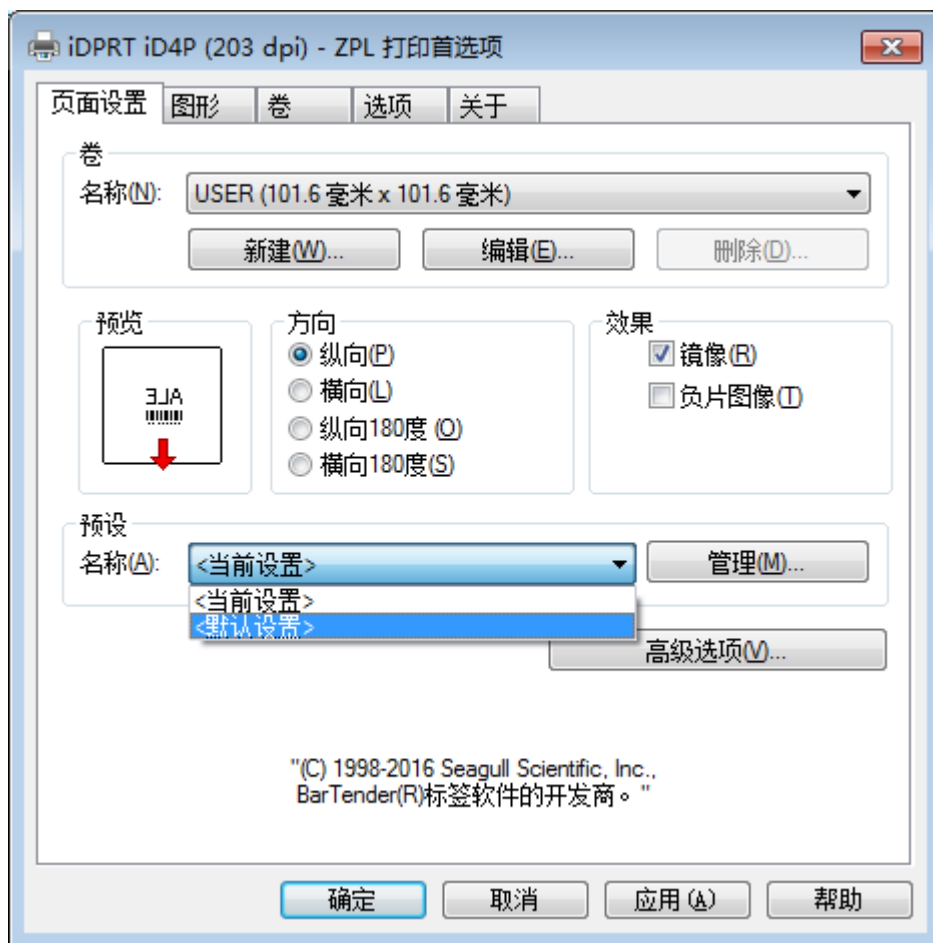 iDPRT iD4P (203 dpi) - ZPL 打印首选项
页面设置 图形 卷 选项 关于
卷
名称(N): USER (101.6 毫米 x 101.6 毫米)
新建(W)... 编辑(E)... 删除(D)...
预览 方向 效果
纵向(P) 镜像(R)
横向(L) 负片图像(T)
纵向180度 (O)
横向180度(S)
ALE
预设
名称(A): <当前设置> 管理(M)...
<当前设置>
<默认设置>
高级选项(V)...
"(C) 1998-2016 Seagull Scientific, Inc.,
BarTender(R)标签软件的开发商。"
确定 取消 应用 (A) 帮助